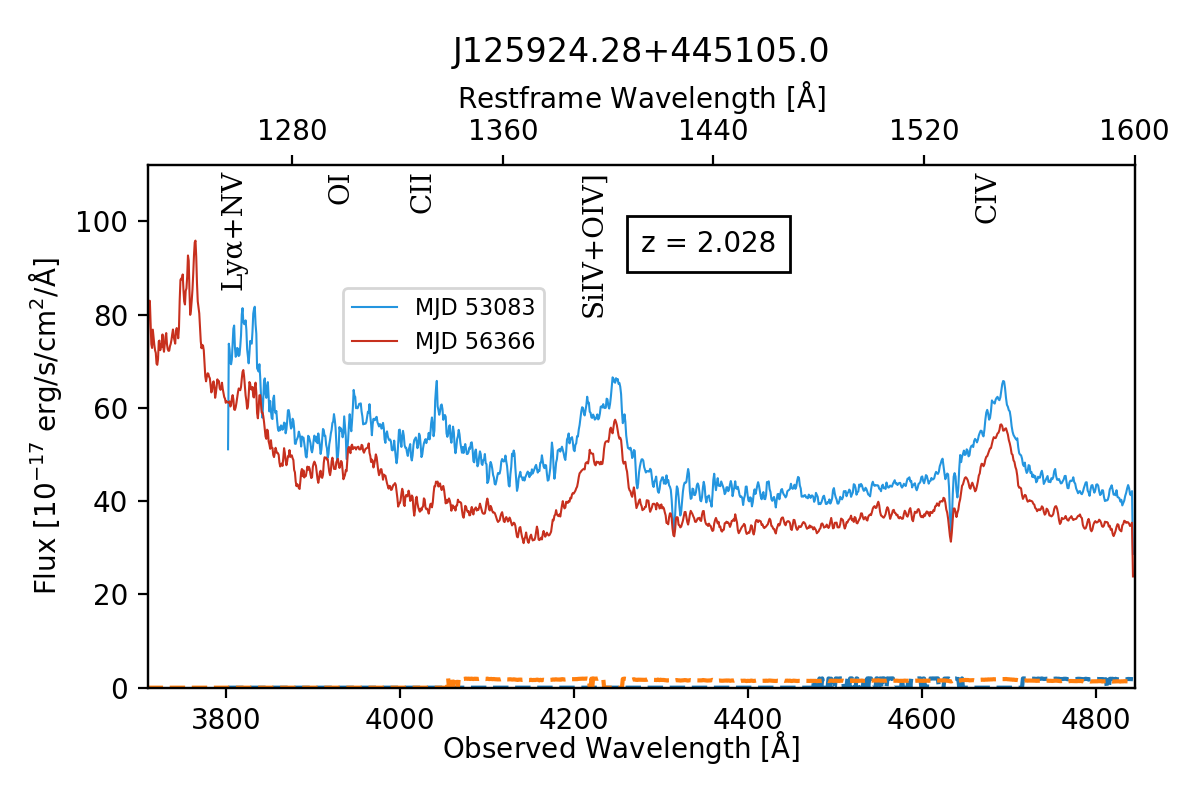 J125924.28+445105.0
Restframe Wavelength [Å]
1280 1360 1440 1520 1600
Lyα+NV
OI
CII
SiIV+OIV]
CIV
z = 2.028
MJD 53083
MJD 56366
Flux [10⁻¹⁷ erg/s/cm²/Å]
100
80
60
40
20
0
3800 4000 4200 4400 4600 4800
Observed Wavelength [Å]